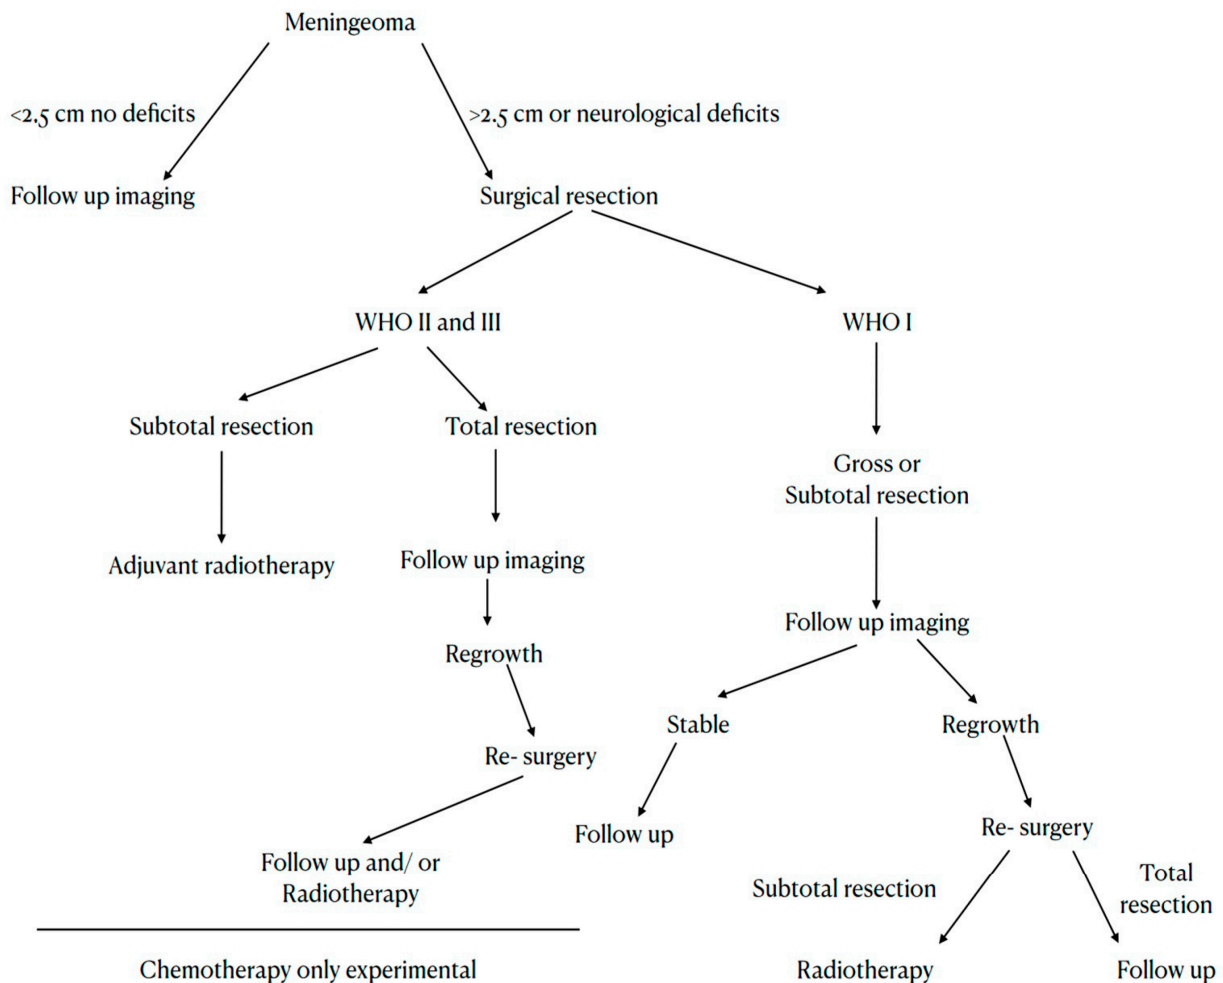 Meningeoma
<2.5 cm no deficits
>2.5 cm or neurological deficits
Follow up imaging
Surgical resection
WHO II and III
WHO I
Subtotal resection
Total resection
Gross or
Subtotal resection
Adjuvant radiotherapy
Follow up imaging
Follow up imaging
Regrowth
Stable
Regrowth
Re- surgery
Follow up
Re- surgery
Follow up and/ or
Radiotherapy
Subtotal resection
Total
resection
Chemotherapy only experimental
Radiotherapy
Follow up